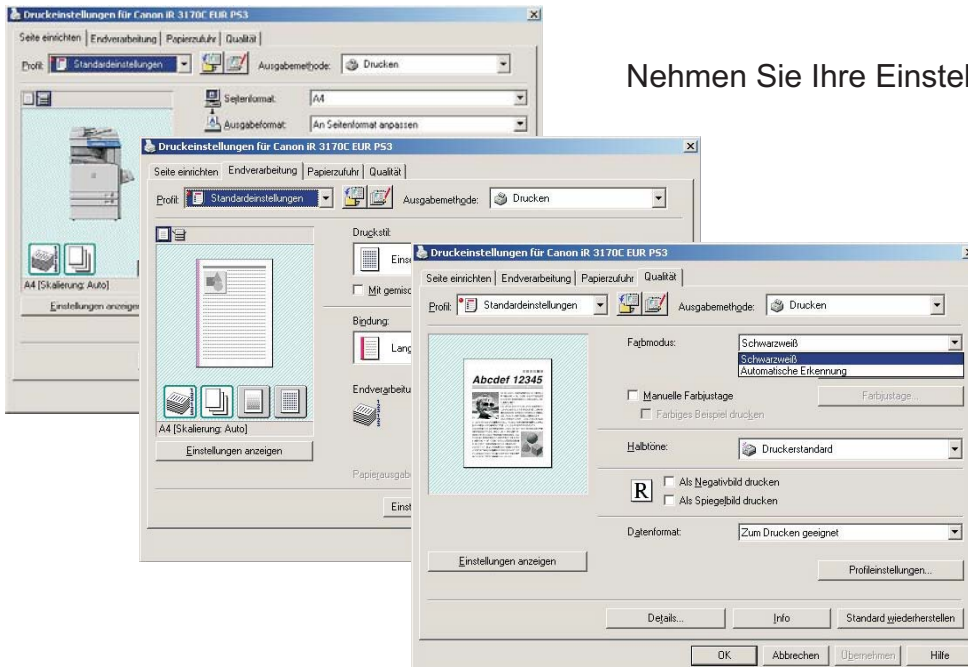 Druckeinstellungen für Canon iR 3170C EUR PS3
Seite einrichten Endverarbeitung Papierzufuhr Qualität
Profil: Standardeinstellungen Ausgabemethode: Drucken
Seitenformat: A4
Ausgabeformat: An Seitenformat anpassen
A4 [Skalierung: Auto]
Einstellungen anzeigen
Nehmen Sie Ihre Einstel
Druckeinstellungen für Canon iR 3170C EUR PS3
Seite einrichten Endverarbeitung Papierzufuhr Qualität
Profil: Standardeinstellungen Ausgabemethode: Drucken
Druckstil:
Eins
Mit gemisc
Bindung:
Lang
Endverarbeitu
A4 [Skalierung: Auto]
Einstellungen anzeigen
Papierausgab
Einst
Druckeinstellungen für Canon iR 3170C EUR PS3
Seite einrichten Endverarbeitung Papierzufuhr Qualität
Profil: Standardeinstellungen Ausgabemethode: Drucken
Abcdef 12345
Farbmodus: Schwarzweiß
Schwarzweiß
Automatische Erkennung
Manuelle Farbjustage Farbjustage...
Farbiges Beispiel drucken
Halbtöne: Druckerstandard
R
Als Negativbild drucken
Als Spiegelbild drucken
Datenformat: Zum Drucken geeignet
Einstellungen anzeigen
Profileinstellungen...
Details... Info Standard wiederherstellen
OK Abbrechen Übernehmen Hilfe